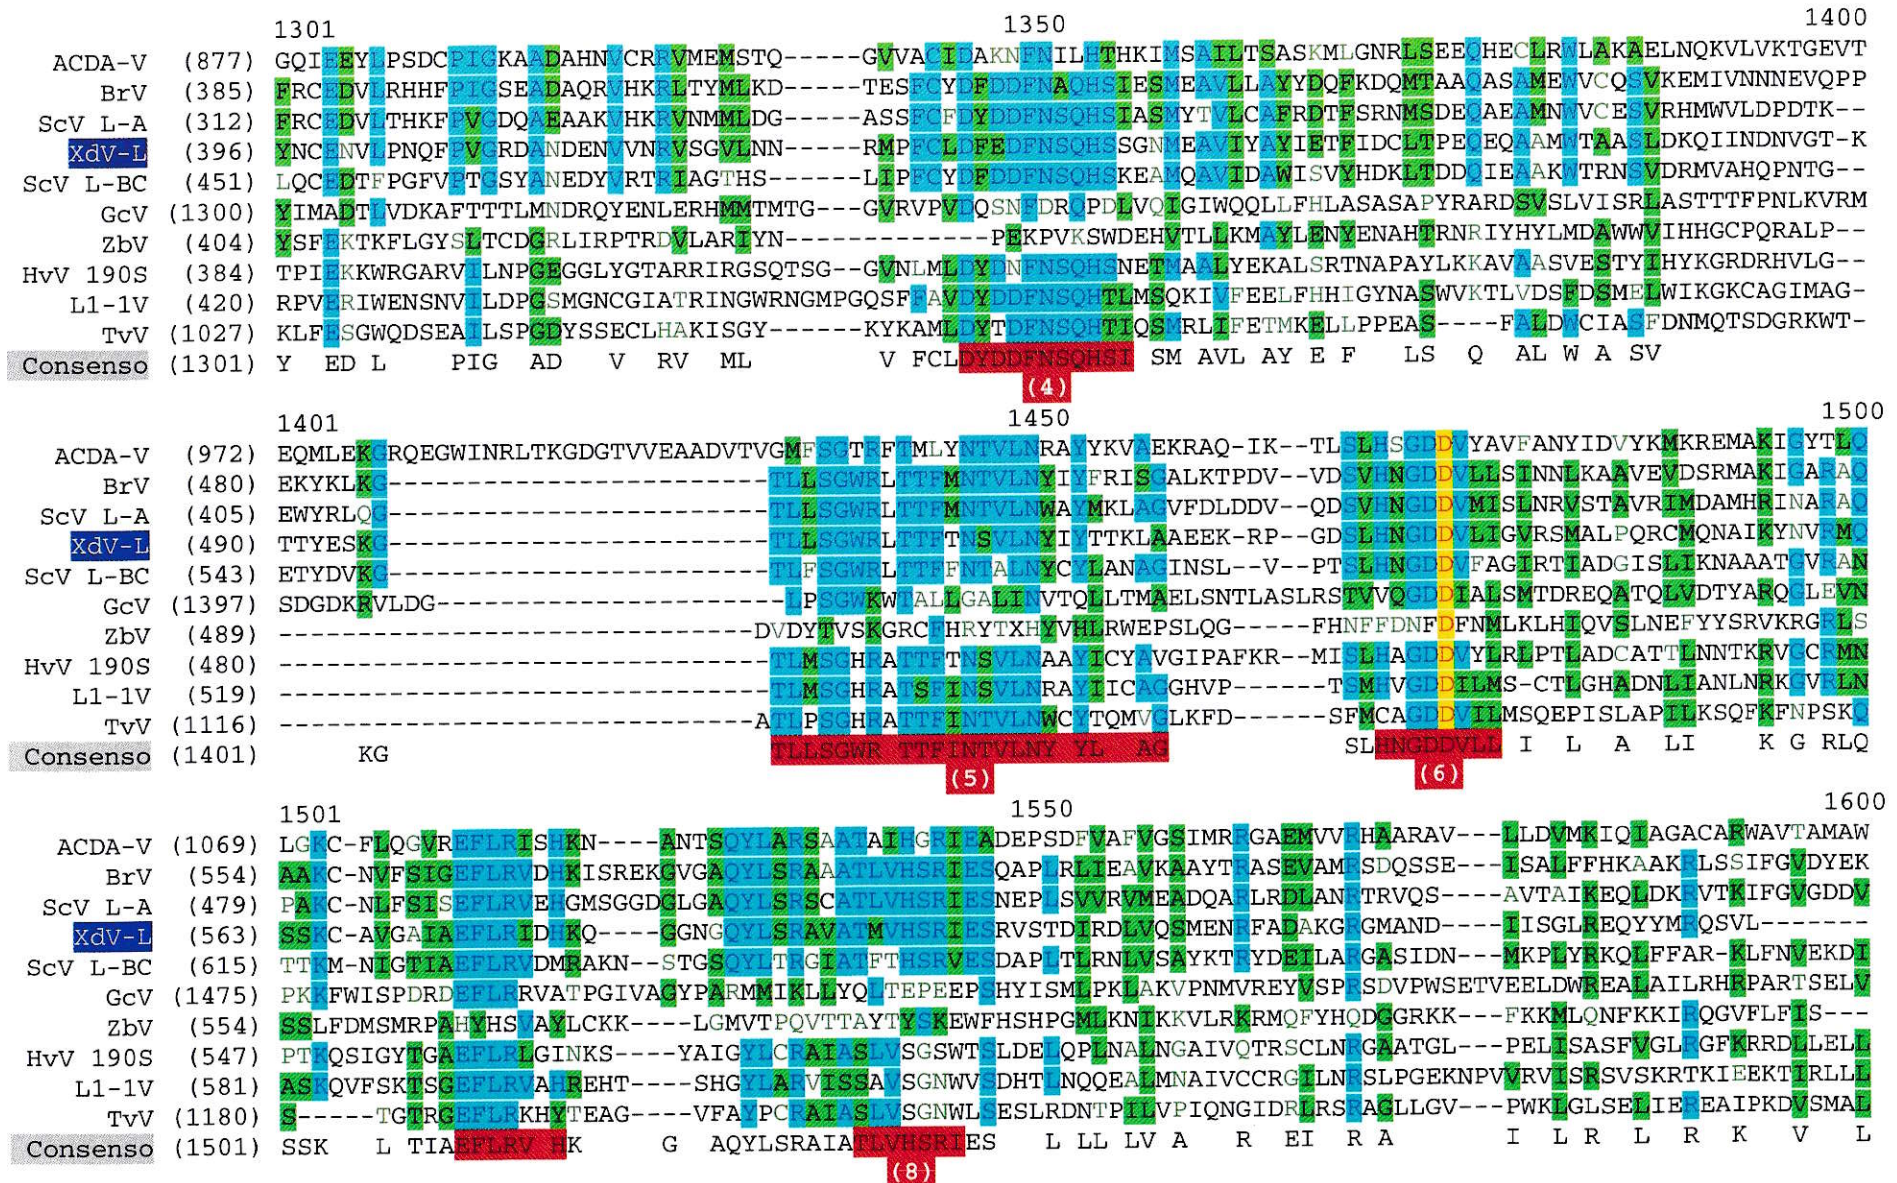 1301 1350 1400
ACDA-V (877) GQIEEYLPSDCPIGKAADAHNVCRRVMEMSTQ-----GVVACIDAKNFNILHTHKIMSAILTSASKMLGNRLSEEQHECLRWLAKAELNQKVLVKTGEVT
BrV (385) FRCEDVLRHHFPIGSEADAQRVHKRLTYMLKD-----TESFCYDFDDFNAQHSIESMEAVLLAYYDQFKDQMTAAQASAMEWVCQSVKEMIVNNNEVQPP
ScV L-A (312) FRCEDVLTHKFPVGDQAEAAKVHKRVNMMLDG-----ASSFCFDYDDFNSQHSIASMYTVLCAFRDTFSRNMSDEQAEAMNWVCESVRHMWVLDPDTK--
XdV-L (396) YNCENVLPNQFPVGRDANDENVVNRVSGVLNN-----RMPFCLDFEDFNSQHSSGNMEAVIYAYIETFIDCLTPEQEQAAMWTAASLDKQIINDNVGT-K
ScV L-BC (451) LQCEDTFPGFVPTGSYANEDYVRTRIAGTHS------LIPFCYDFDDFNSQHSKEAMQAVIDAWISVYHDKLTDDQIEAAKWTRNSVDRMVAHQPNTG--
GcV (1300) YIMADTLVDKAFTTTLMNDRQYENLERHMMTMTG---GVRVPVDQSNFDRQPDLVQIGIWQQLLFHLASASAPYRARDSVSLVISRLASTTTFPNLKVRM
ZbV (404) YSFEKTKFLGYSLTCDGRLIRPTRDVLARIYN-------------PEKPVKSWDEHVTLLKMAYLENYENAHTRNRIYHYLMDAWWVIHHGCPQRALP--
HvV 190S (384) TPIEKKWRGARVILNPGEGGLYGTARRIRGSQTSG--GVNLMLDYDNFNSQHSNETMAALYEKALSRTNAPAYLKKAVAASVESTYIHYKGRDRHVLG--
L1-1V (420) RPVERIWENSNVILDPGSMGNCGIATRINGWRNGMPGQSFFAVDYDDFNSQHTLMSQKIVFEELFHHIGYNASWVKTLVDSFDSMELWIKGKCAGIMAG-
TvV (1027) KLFESGWQDSEAILSPGDYSSECLHAKISGY------KYKAMLDYTDFNSQHTIQSMRLIFETMKELLPPEAS----FALDWCIASFDNMQTSDGRKWT-
Consenso (1301) Y ED L PIG AD V RV ML V FCLDYDDFNSQHSI SM AVL AY E F LS Q AL W A SV
(4)
1401 1450 1500
ACDA-V (972) EQMLEKGRQEGWINRLTKGDGTVVEAADVTVGMFSGTRFTMLYNTVLNRAYYKVAEKRAQ-IK--TLSLHSGDDVYAVFANYIDVYKMKREMAKIGYTLQ
BrV (480) EKYKLKG------------------------TLLSGWRLTTFMNTVLNYIYFRISGALKTPDV--VDSVHNGDDVLLSINNLKAAVEVDSRMAKIGARAQ
ScV L-A (405) EWYRLQG------------------------TLLSGWRLTTFMNTVLNWAYMKLAGVFDLDDV--QDSVHNGDDVMISLNRVSTAVRIMDAMHRINARAQ
XdV-L (490) TTYESKG------------------------TLLSGWRLTTFTNSVLNYIYTTKLAAEEK-RP--GDSLHNGDDVLIGVRSMALPQRCMQNAIKYNVRMQ
ScV L-BC (543) ETYDVKG------------------------TLFSGWRLTTFFNTALNYCYLANAGINSL--V--PTSLHNGDDVFAGIRTIADGISLIKNAAATGVRAN
GcV (1397) SDGDKRVLDG----------------------LPSGWKWTALLGALINVTQLLTMAELSNTLASLRSTVVQGDDIALSMTDREQATQLVDTYARQGLEVN
ZbV (489) ------------------------------DVDYTVSKGRCFHRYTXHYVHLRWEPSLQG------FHNFFDNFDFNMLKLHIQVSLNEFYYSRVKRGRLS
HvV 190S (480) -------------------------------TLMSGHRATTFTNSVLNAAYICYAVGIPAFKR--MISLHAGDDVYLRLPTLADCATTLNNTKRVGCRMN
L1-1V (519) -------------------------------TLMSGHRATSFINSVLNRAYIICAGGHVP------TSMHVGDDILMS-CTLGHADNLIANLNRKGVRLN
TvV (1116) ------------------------------ATLPSGHRATTFINTVLNWCYTQMVGLKFD------SFMCAGDDVILMSQEPISLAPILKSQFKFNPSKQ
Consenso (1401) KG TLLSGWR TTFINTVLNY YL AG SLHNGDDVLL I L A LI K G RLQ
(5) (6)
1501 1550 1600
ACDA-V (1069) LGKC-FLQGVREFLRISHKN----ANTSQYLARSAATAIHGRIEADEPSDFVAFVGSIMRRGAEMVVRHAARAV---LLDVMKIQIAGACARWAVTAMAW
BrV (554) AAKC-NVFSIGEFLRVDHKISREKGVGAQYLSRAAATLVHSRIESQAPLRLIEAVKAAYTRASEVAMRSDQSSE---ISALFFHKAAKRLSSIFGVDYEK
ScV L-A (479) PAKC-NLFSISEFLRVEHGMSGGDGLGAQYLSRSCATLVHSRIESNEPLSVVRVMEADQARLRDLANRTRVQS----AVTAIKEQLDKRVTKIFGVGDDV
XdV-L (563) SSKC-AVGAIAEFLRIDHKQ----GGNGQYLSRAVATMVHSRIESRVSTDIRDLVQSMENRFADAKGRGMAND----IISGLREQYYMRQSVL-------
ScV L-BC (615) TTKM-NIGTIAEFLRVDMRAKN--STGSQYLTRGIATFTHSRVESDAPLTLRNLVSAYKTRYDEILARGASIDN---MKPLYRKQLFFAR-KLFNVEKDI
GcV (1475) PKKFWISPDRDEFLRRVATPGIVAGYPARMMIKLLYQLTEPEEPSHYISMLPKLAKVPNMVREYVSPRSDVPWSETVEELDWREALAILRHRPARTSELV
ZbV (554) SSLFDMSMRPAHYHSVAYLCKK----LGMVTPQVTTAYTYSKEWFHSHPGMLKNIKKVLRKRMQFYHQDGGRKK---FKKMLQNFKKIRQGVFLFIS---
HvV 190S (547) PTKQSIGYTGAEFLRLGINKS----YAIGYLCRAIASLVSGSWTSLDELQPLNALNGAIVQTRSCLNRGAATGL---PELISASFVGLRGFKRRDLLELL
L1-1V (581) ASKQVFSKTSGEFLRVAHREHT----SHGYLARVISSAVSGNWVSDHTLNQQEALMNAIVCCRGILNRSLPGEKNPVVRVISRSVSKRTKIEEKTIRLLL
TvV (1180) S-----TGTRGEFLRKHYTEAG----VFAYPCRAIASLVSGNWLSESLRDNTPILVPIQNGIDRLRSRAGLLGV---PWKLGLSELIEREAIPKDVSMAL
Consenso (1501) SSK L TIAEFLRV HK G AQYLSRAIATLVHSRIES L LL LVA R EI RA I L R L R K V L
(8)